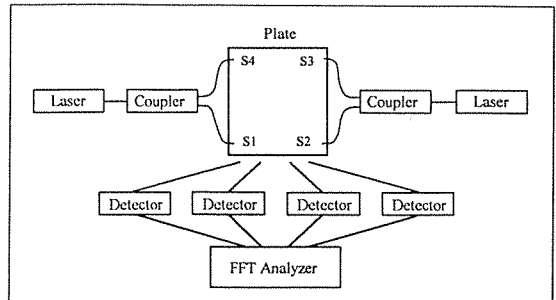 Plate
S4 S3
Laser Coupler Coupler Laser
S1 S2
Detector Detector Detector Detector
FFT Analyzer